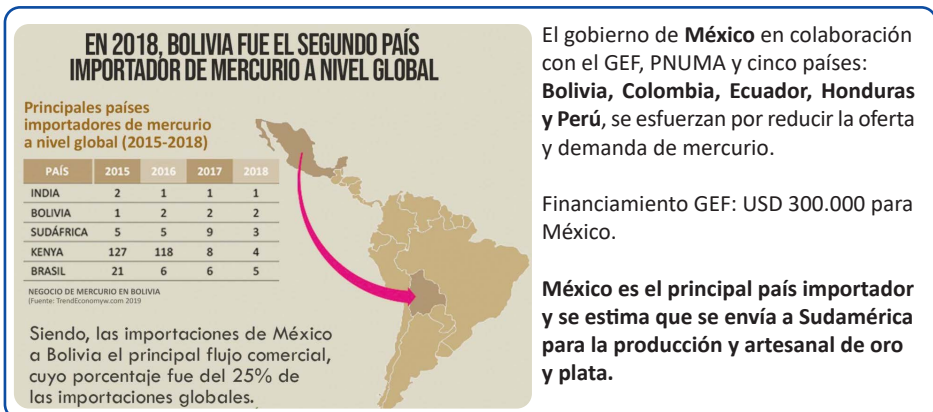 EN 2018, BOLIVIA FUE EL SEGUNDO PAÍS
IMPORTADOR DE MERCURIO A NIVEL GLOBAL
Principales países
importadores de mercurio
a nivel global (2015-2018)
PAÍS 2015 2016 2017 2018
INDIA 2 1 1 1
BOLIVIA 1 2 2 2
SUDÁFRICA 5 5 9 3
KENYA 127 118 8 4
BRASIL 21 6 6 5
NEGOCIO DE MERCURIO EN BOLIVIA
(Fuente: TrendEconomyw.com 2019
Siendo, las importaciones de México
a Bolivia el principal flujo comercial,
cuyo porcentaje fue del 25% de
las importaciones globales.
El gobierno de México en colaboración
con el GEF, PNUMA y cinco países:
Bolivia, Colombia, Ecuador, Honduras
y Perú, se esfuerzan por reducir la oferta
y demanda de mercurio.
Financiamiento GEF: USD 300.000 para
México.
México es el principal país importador
y se estima que se envía a Sudamérica
para la producción y artesanal de oro
y plata.